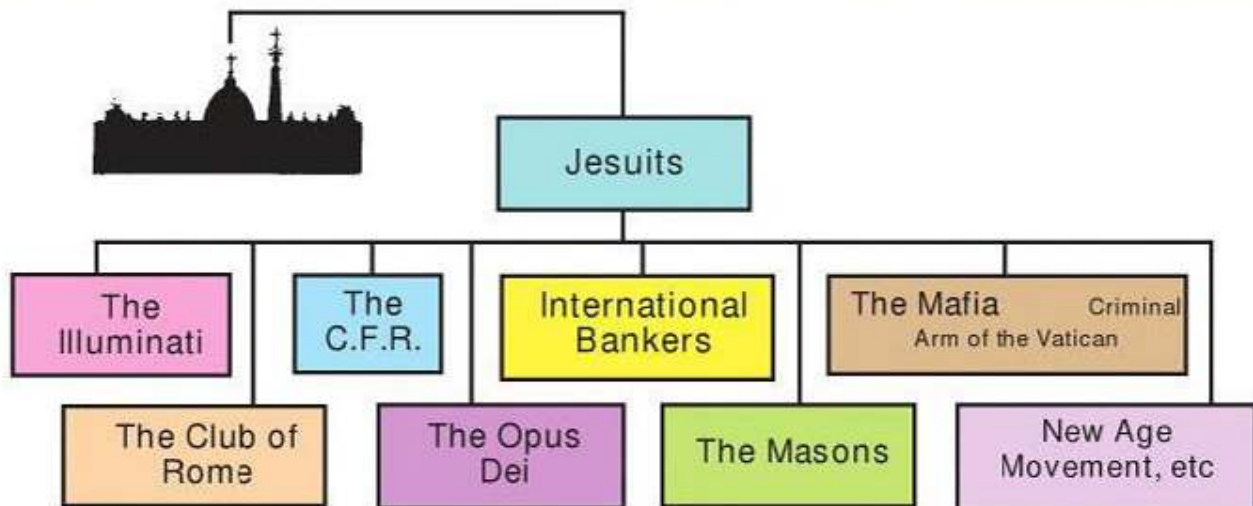 Jesuits
The
Illuminati
The
C.F.R.
International
Bankers
The Mafia Criminal
Arm of the Vatican
The Club of
Rome
The Opus
Dei
The Masons
New Age
Movement, etc